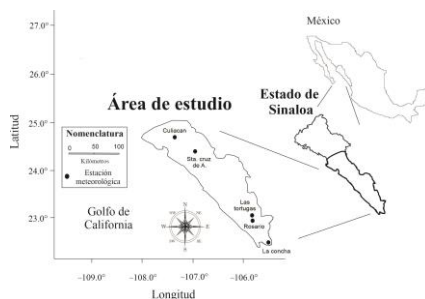 México
27.0°
26.0°
25.0°
24.0°
23.0°
Latitud
Área de estudio
Estado de
Sinaloa
Nomenclatura
0 50 100
Kilómetros
Estación
meteorológica
Culiacan
Sta. cruz
de A.
Las
tortugas
Rosario
La concha
Golfo de
California
N
W E
S
–109.0° –108.0° –107.0° –106.0°
Longitud